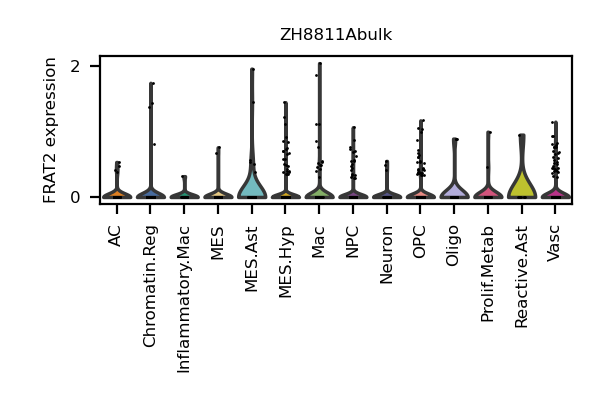 ZH8811Abulk
FRAT2 expression
2
0
AC
Chromatin.Reg
Inflammatory.Mac
MES
MES.Ast
MES.Hyp
Mac
NPC
Neuron
OPC
Oligo
Prolif.Metab
Reactive.Ast
Vasc